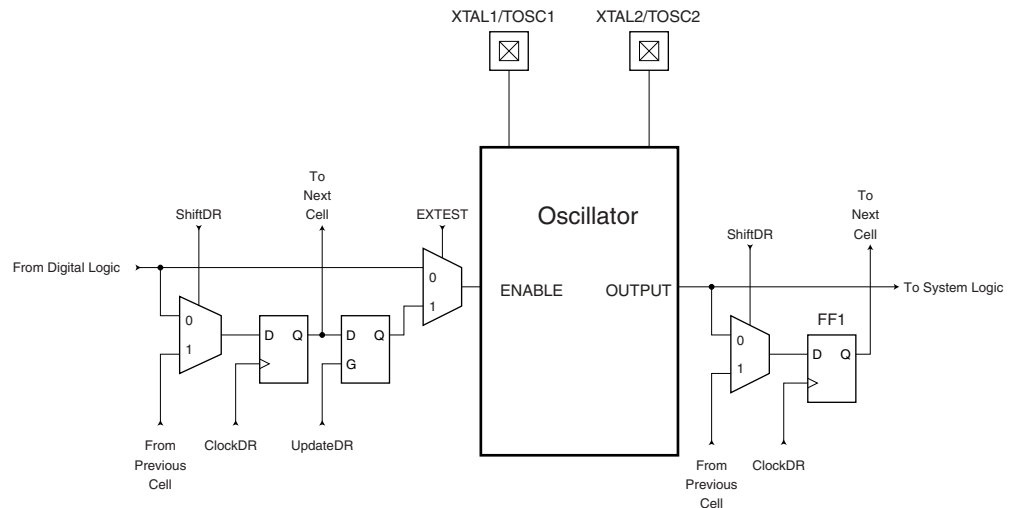 XTAL1/TOSC1
XTAL2/TOSC2
To
Next
Cell
ShiftDR
EXTEST
From Digital Logic
0
1
D Q
D Q
G
0
1
From
Previous
Cell
ClockDR
UpdateDR
Oscillator
ENABLE
OUTPUT
To
Next
Cell
ShiftDR
To System Logic
FF1
0
1
D Q
From
Previous
Cell
ClockDR